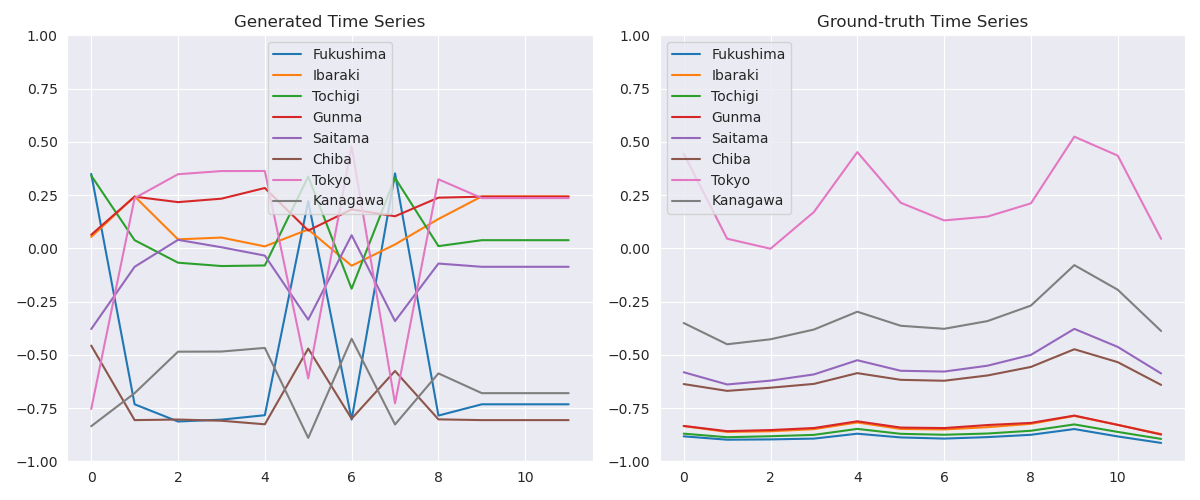 Generated Time Series
1.00
0.75
0.50
0.25
0.00
−0.25
−0.50
−0.75
−1.00
0 2 4 6 8 10
Fukushima
Ibaraki
Tochigi
Gunma
Saitama
Chiba
Tokyo
Kanagawa
Ground-truth Time Series
1.00
0.75
0.50
0.25
0.00
−0.25
−0.50
−0.75
−1.00
0 2 4 6 8 10
Fukushima
Ibaraki
Tochigi
Gunma
Saitama
Chiba
Tokyo
Kanagawa